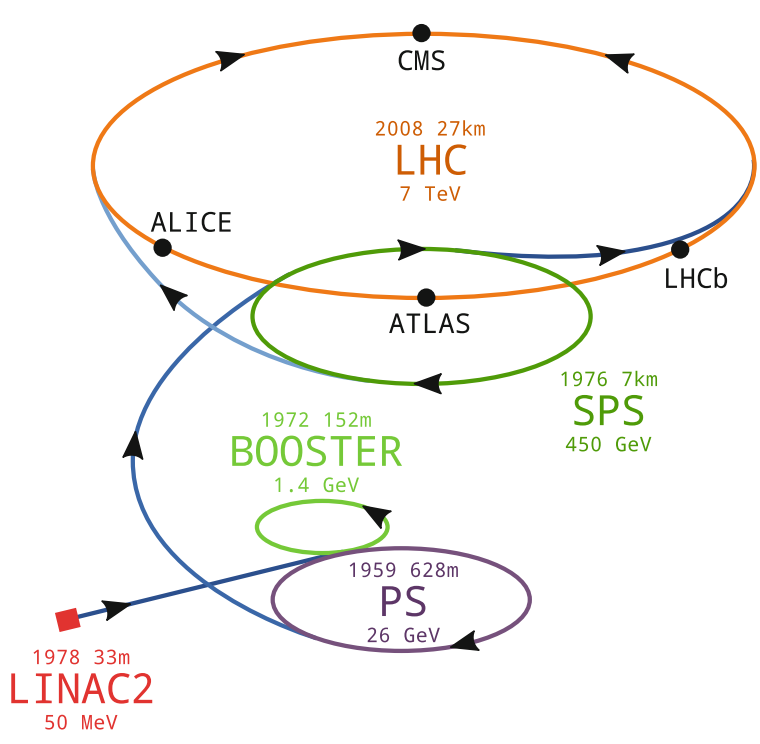 CMS
2008 27km
LHC
7 TeV
ALICE
LHCb
ATLAS
1976 7km
SPS
450 GeV
1972 152m
BOOSTER
1.4 GeV
1959 628m
PS
26 GeV
1978 33m
LINAC2
50 MeV